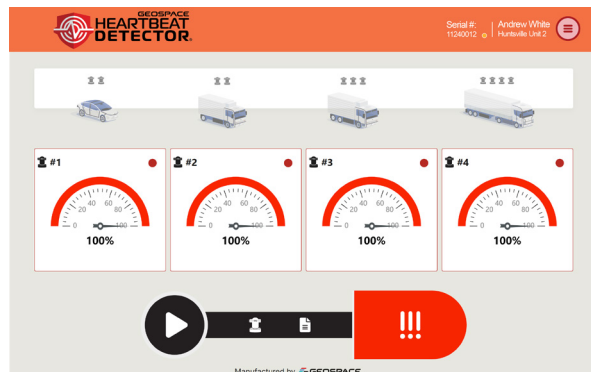 GEOSPACE
HEARTBEAT
DETECTOR.
Serial #:
11240012
Andrew White
Huntsville Unit 2
#1
#2
#3
#4
0 20 40 60 80 100
0 20 40 60 80 100
0 20 40 60 80 100
0 20 40 60 80 100
100%
100%
100%
100%
!!!
Manufactured by GEOSPACE